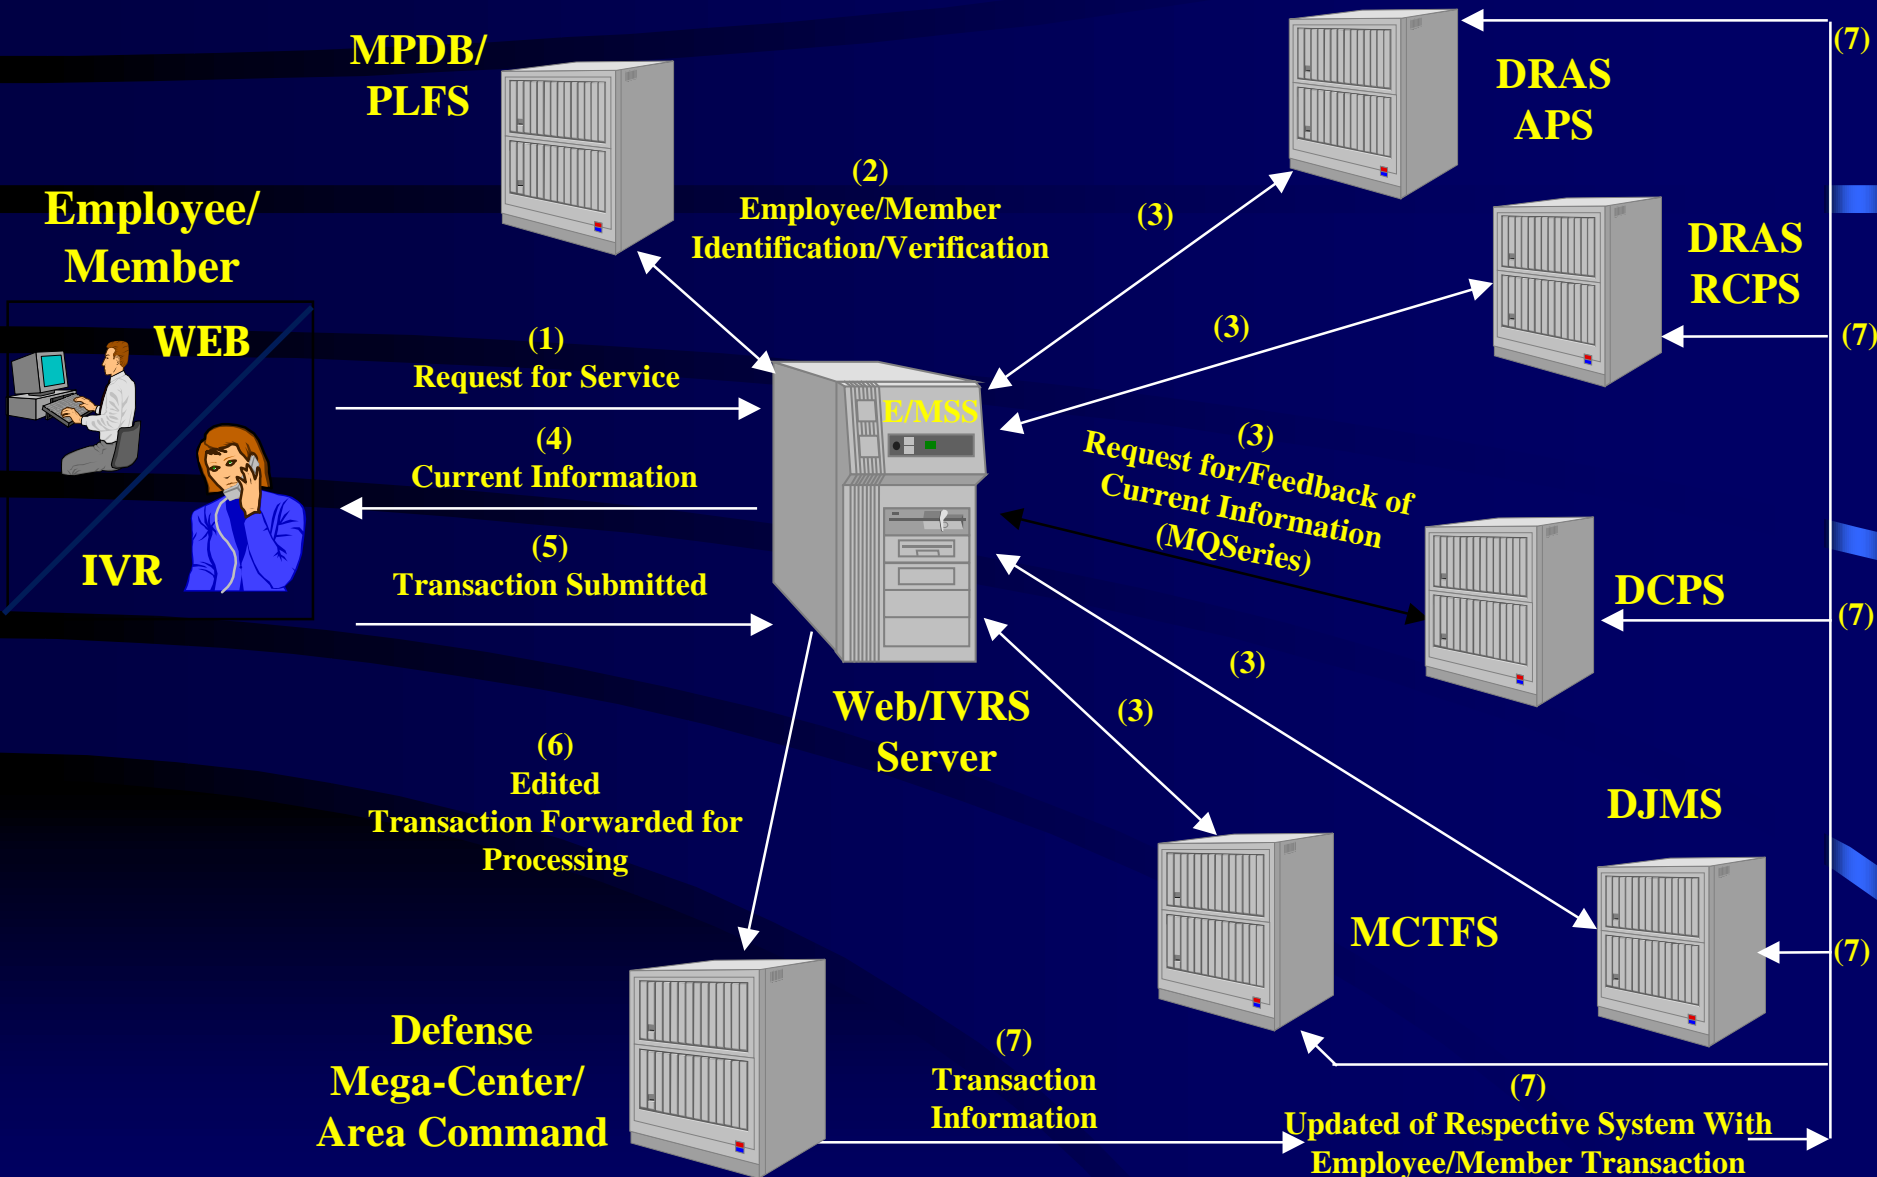 MPDB/
PLFS
(7)
DRAS
APS
(2)
Employee/Member
Identification/Verification
(3)
Employee/
Member
DRAS
RCPS
WEB
(1)
Request for Service
(3)
(7)
E/MSS
(4)
Current Information
(3)
Request for/Feedback of
Current Information
(MQSeries)
IVR
(5)
Transaction Submitted
DCPS
(7)
(3)
Web/IVRS
Server
(3)
(6)
Edited
Transaction Forwarded for
Processing
DJMS
MCTFS
(7)
Defense
Mega-Center/
Area Command
(7)
Transaction
Information
(7)
Updated of Respective System With
Employee/Member Transaction